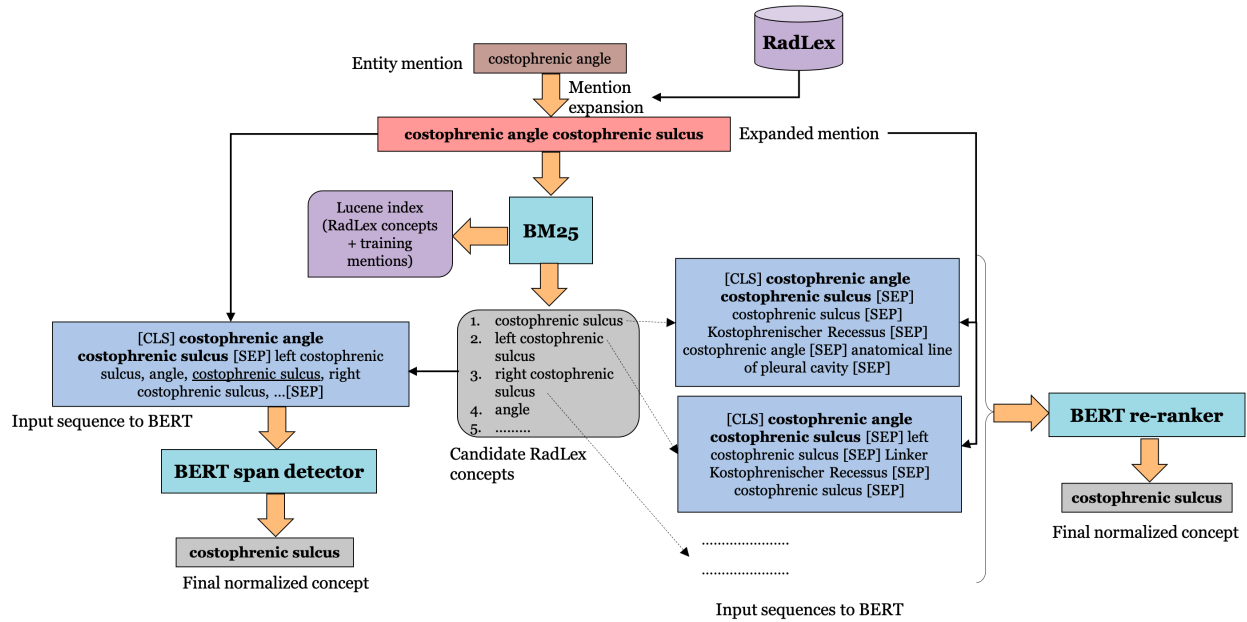 RadLex
Entity mention
costophrenic angle
Mention
expansion
costophrenic angle costophrenic sulcus
Expanded mention
Lucene index
(RadLex concepts
+ training
mentions)
BM25
[CLS] costophrenic angle
costophrenic sulcus [SEP] left costophrenic
sulcus, angle, costophrenic sulcus, right
costophrenic sulcus, ...[SEP]
Input sequence to BERT
BERT span detector
costophrenic sulcus
Final normalized concept
1. costophrenic sulcus
2. left costophrenic
sulcus
3. right costophrenic
sulcus
4. angle
5. .........
Candidate RadLex
concepts
[CLS] costophrenic angle
costophrenic sulcus [SEP]
costophrenic sulcus [SEP]
Kostophrenischer Recessus [SEP]
costophrenic angle [SEP] anatomical line
of pleural cavity [SEP]
[CLS] costophrenic angle
costophrenic sulcus [SEP] left
costophrenic sulcus [SEP] Linker
Kostophrenischer Recessus [SEP]
costophrenic sulcus [SEP]
......................
......................
Input sequences to BERT
BERT re-ranker
costophrenic sulcus
Final normalized concept